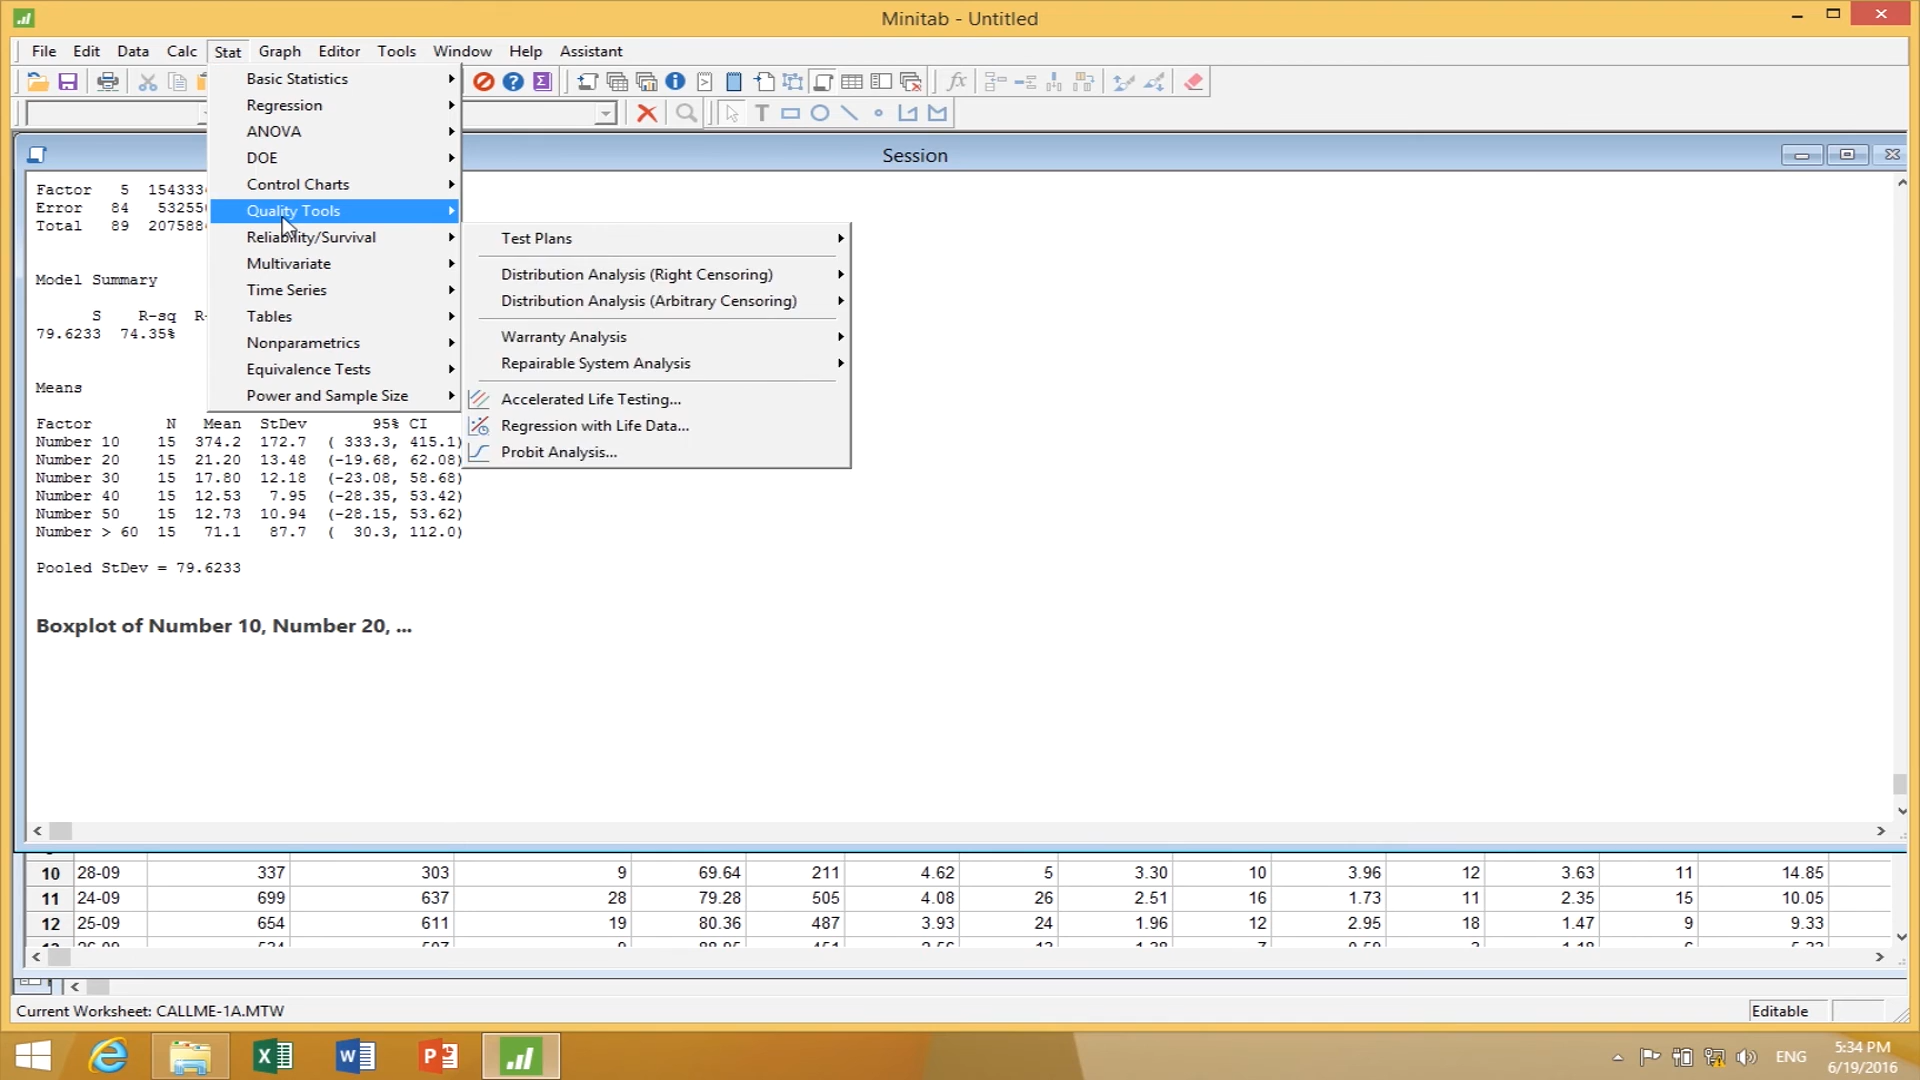 Minitab - Untitled
File Edit Data Calc Stat Graph Editor Tools Window Help Assistant
Basic Statistics
Regression
ANOVA
DOE
Control Charts
Quality Tools
Reliability/Survival
Multivariate
Time Series
Tables
Nonparametrics
Equivalence Tests
Power and Sample Size
Test Plans
Distribution Analysis (Right Censoring)
Distribution Analysis (Arbitrary Censoring)
Warranty Analysis
Repairable System Analysis
Accelerated Life Testing...
Regression with Life Data...
Probit Analysis...
Session
Factor 5 154333
Error 84 53255
Total 89 207588
Model Summary
S R-sq R-
79.6233 74.35%
Means
Factor N Mean StDev 95% CI
Number 10 15 374.2 172.7 ( 333.3, 415.1)
Number 20 15 21.20 13.48 (-19.68, 62.08)
Number 30 15 17.80 12.18 (-23.08, 58.68)
Number 40 15 12.53 7.95 (-28.35, 53.42)
Number 50 15 12.73 10.94 (-28.15, 53.62)
Number > 60 15 71.1 87.7 ( 30.3, 112.0)
Pooled StDev = 79.6233
Boxplot of Number 10, Number 20, ...
10 28-09 337 303 9 69.64 211 4.62 5 3.30 10 3.96 12 3.63 11 14.85
11 24-09 699 637 28 79.28 505 4.08 26 2.51 16 1.73 11 2.35 15 10.05
12 25-09 654 611 19 80.36 487 3.93 24 1.96 12 2.95 18 1.47 9 9.33
Current Worksheet: CALLME-1A.MTW
Editable
ENG
5:34 PM
6/19/2016